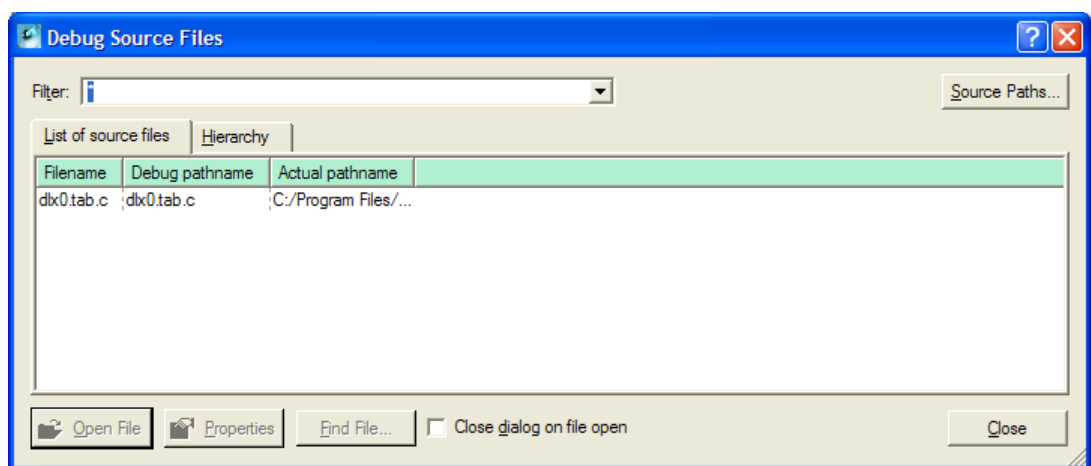 Debug Source Files
Filter: *
Source Paths...
List of source files Hierarchy
Filename Debug pathname Actual pathname
dlx0.tab.c dlx0.tab.c C:/Program Files/...
Open File Properties Find File... Close dialog on file open Close